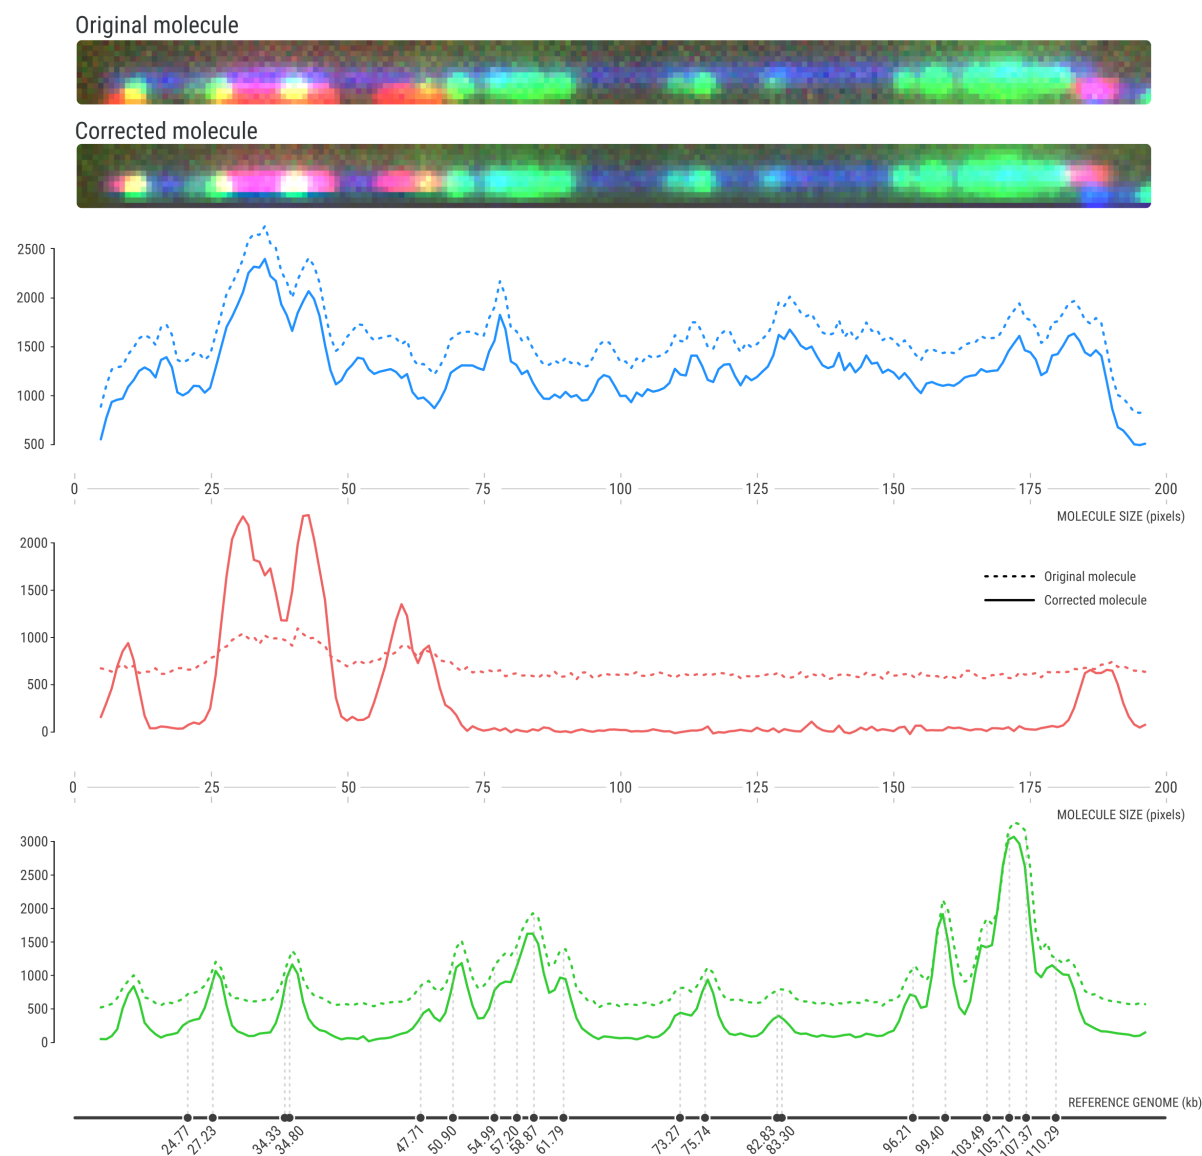 Original molecule
Corrected molecule
2500
2000
1500
1000
500
0 25 50 75 100 125 150 175 200
MOLECULE SIZE (pixels)
2000
1500
1000
500
0
Original molecule
Corrected molecule
0 25 50 75 100 125 150 175 200
MOLECULE SIZE (pixels)
3000
2500
2000
1500
1000
500
0
REFERENCE GENOME (kb)
24.77 27.23 34.33 34.80 47.71 50.90 54.99 57.20 58.87 61.79 73.27 75.74 82.83 83.30 96.21 99.40 103.49 105.71 107.37 110.29